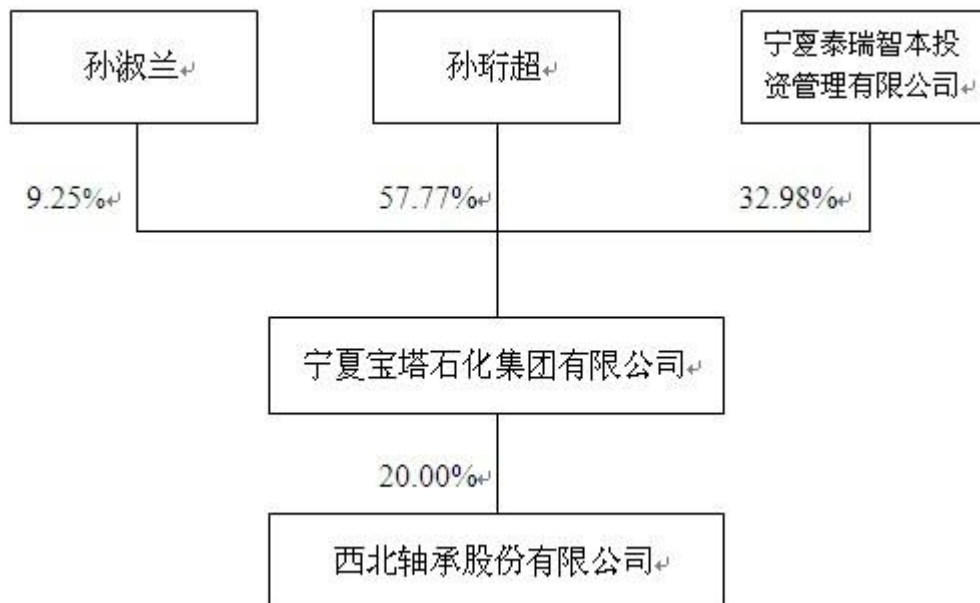 孙淑兰
孙珩超
宁夏泰瑞智本投
资管理有限公司
9.25%
57.77%
32.98%
宁夏宝塔石化集团有限公司
20.00%
西北轴承股份有限公司